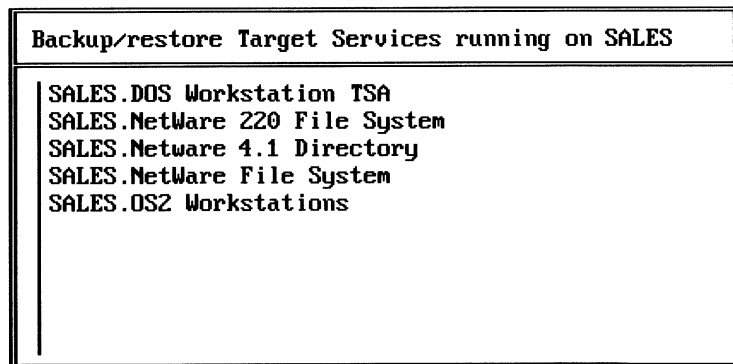 Backup/restore Target Services running on SALES
SALES.DOS Workstation TSA
SALES.NetWare 220 File System
SALES.Netware 4.1 Directory
SALES.NetWare File System
SALES.OS2 Workstations